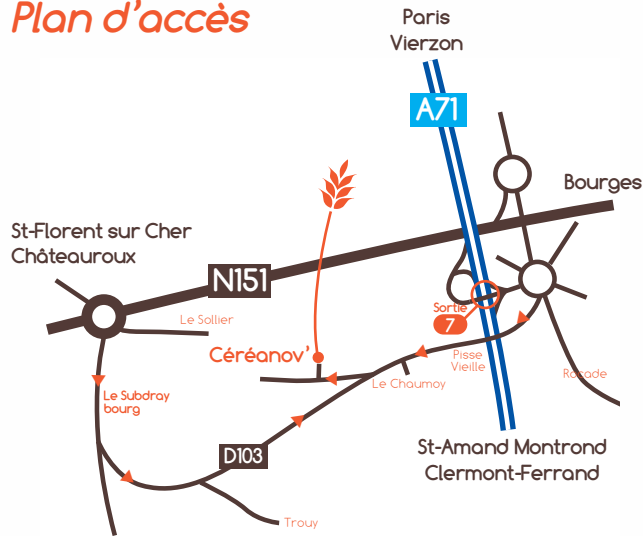 Plan d'accès
Paris
Vierzon
A71
Bourges
St-Florent sur Cher
Châteauroux
N151
Le Sollier
Sortie
7
Céréanov'
Pisse
Vieille
Le Chaumoy
Rocade
Le Subdray
bourg
D103
St-Amand Montrond
Clermont-Ferrand
Trouy